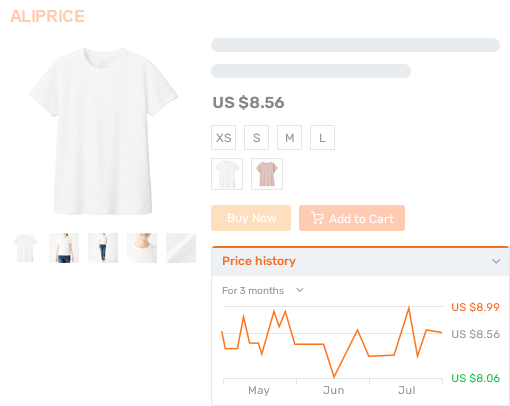 ALIPRICE
US $8.56
XS S M L
Buy Now Add to Cart
Price history
For 3 months
US $8.99
US $8.56
US $8.06
May Jun Jul